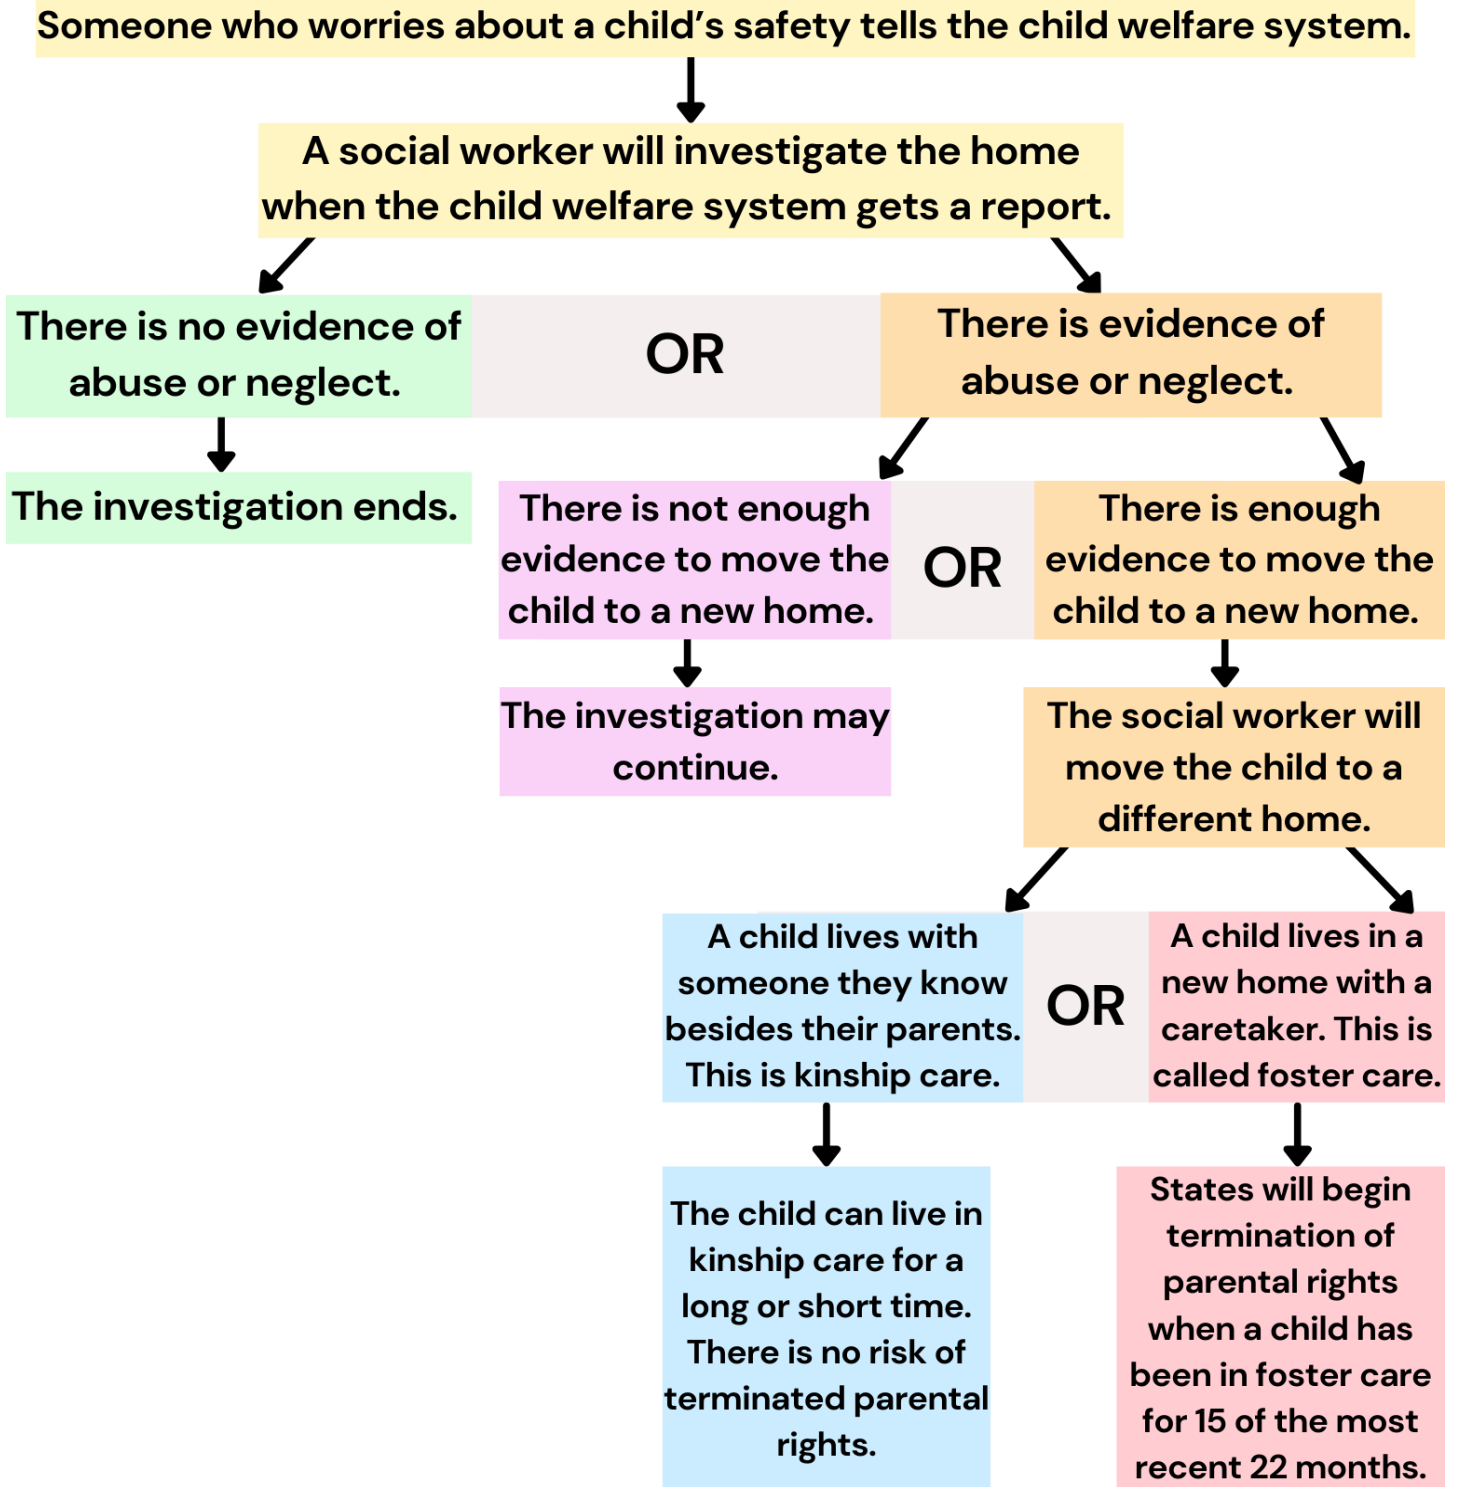 Someone who worries about a child’s safety tells the child welfare system.
A social worker will investigate the home
when the child welfare system gets a report.
There is no evidence of
abuse or neglect.
OR
There is evidence of
abuse or neglect.
The investigation ends.
There is not enough
evidence to move the
child to a new home.
OR
There is enough
evidence to move the
child to a new home.
The investigation may
continue.
The social worker will
move the child to a
different home.
A child lives with
someone they know
besides their parents.
This is kinship care.
OR
A child lives in a
new home with a
caretaker. This is
called foster care.
The child can live in
kinship care for a
long or short time.
There is no risk of
terminated parental
rights.
States will begin
termination of
parental rights
when a child has
been in foster care
for 15 of the most
recent 22 months.